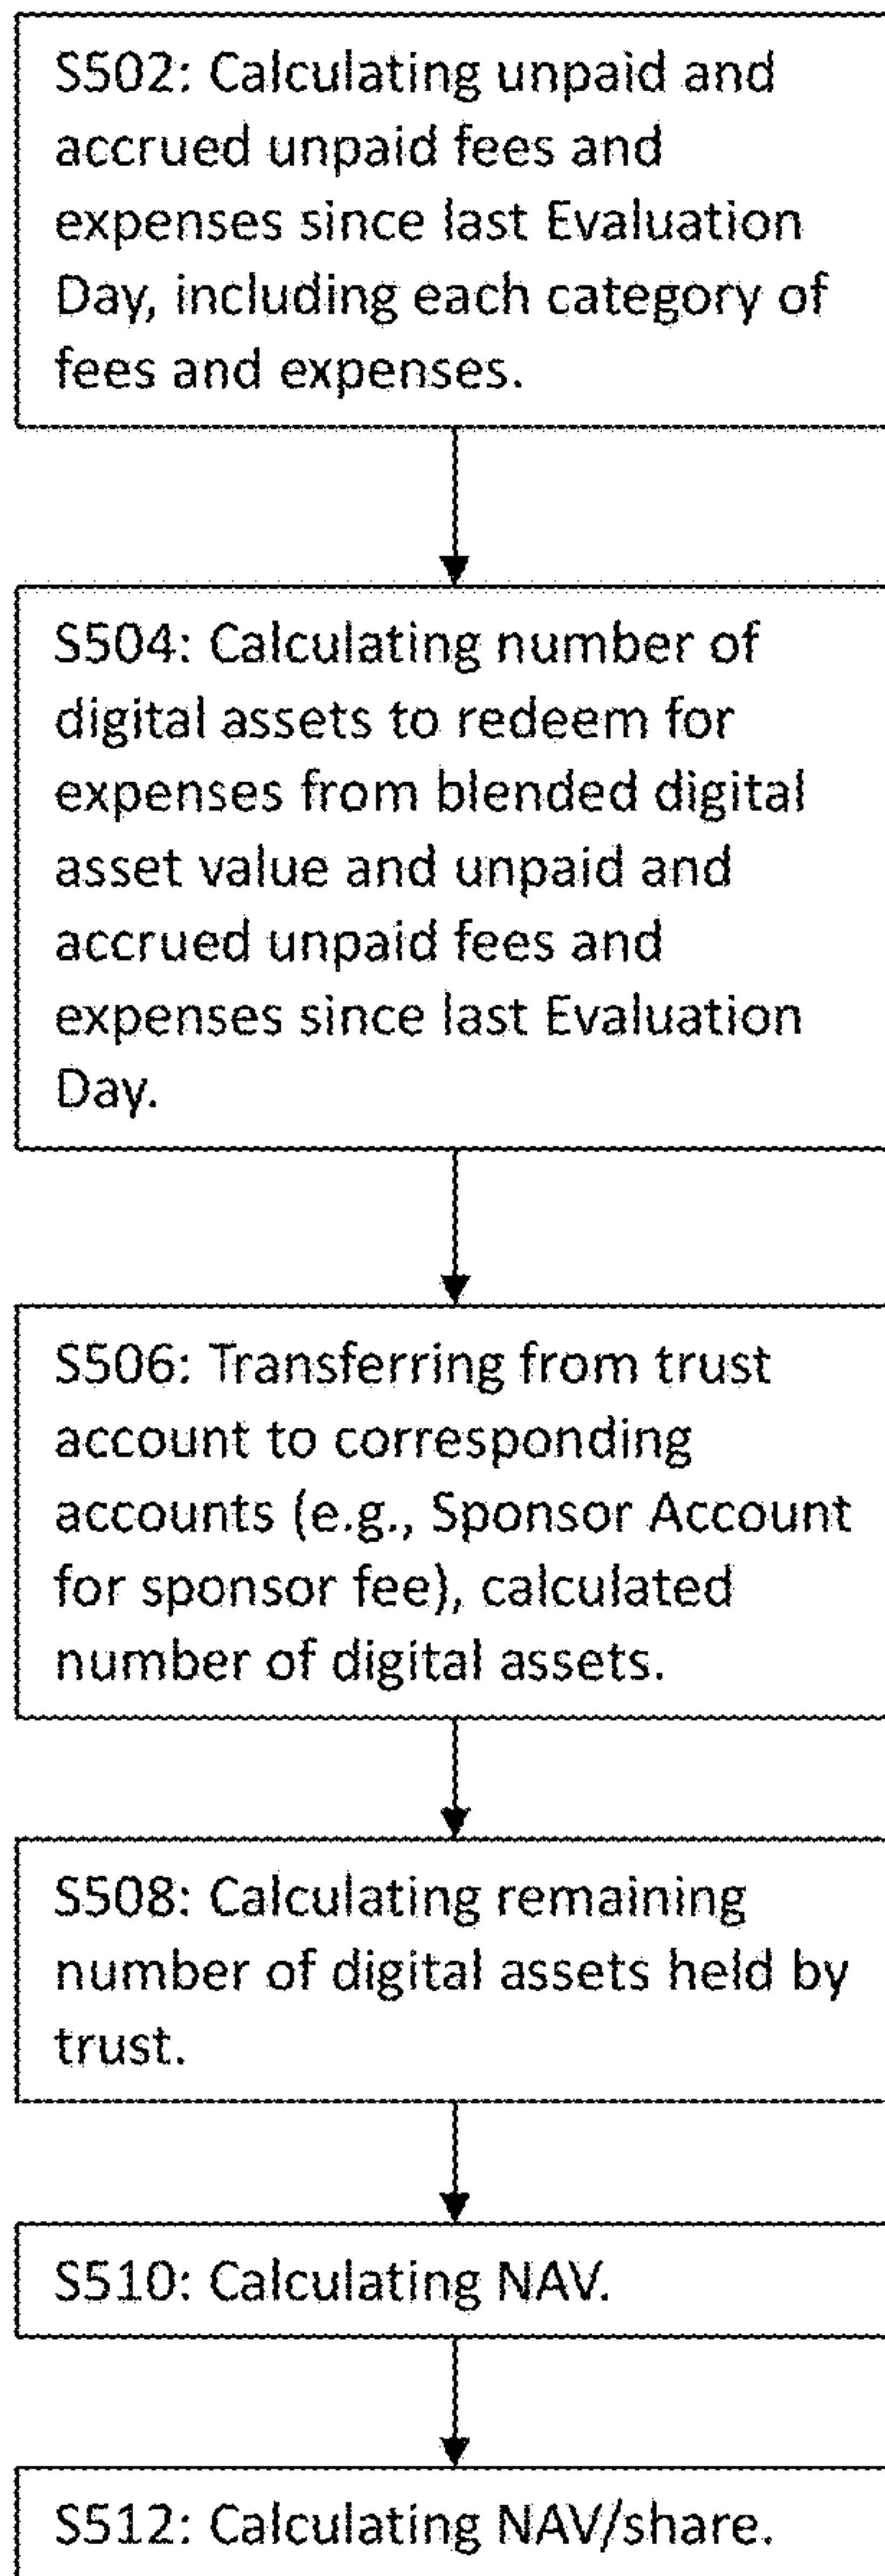 S502: Calculating unpaid and
accrued unpaid fees and
expenses since last Evaluation
Day, including each category of
fees and expenses.
S504: Calculating number of
digital assets to redeem for
expenses from blended digital
asset value and unpaid and
accrued unpaid fees and
expenses since last Evaluation
Day.
S506: Transferring from trust
account to corresponding
accounts (e.g., Sponsor Account
for sponsor fee), calculated
number of digital assets.
S508: Calculating remaining
number of digital assets held by
trust.
S510: Calculating NAV.
S512: Calculating NAV/share.